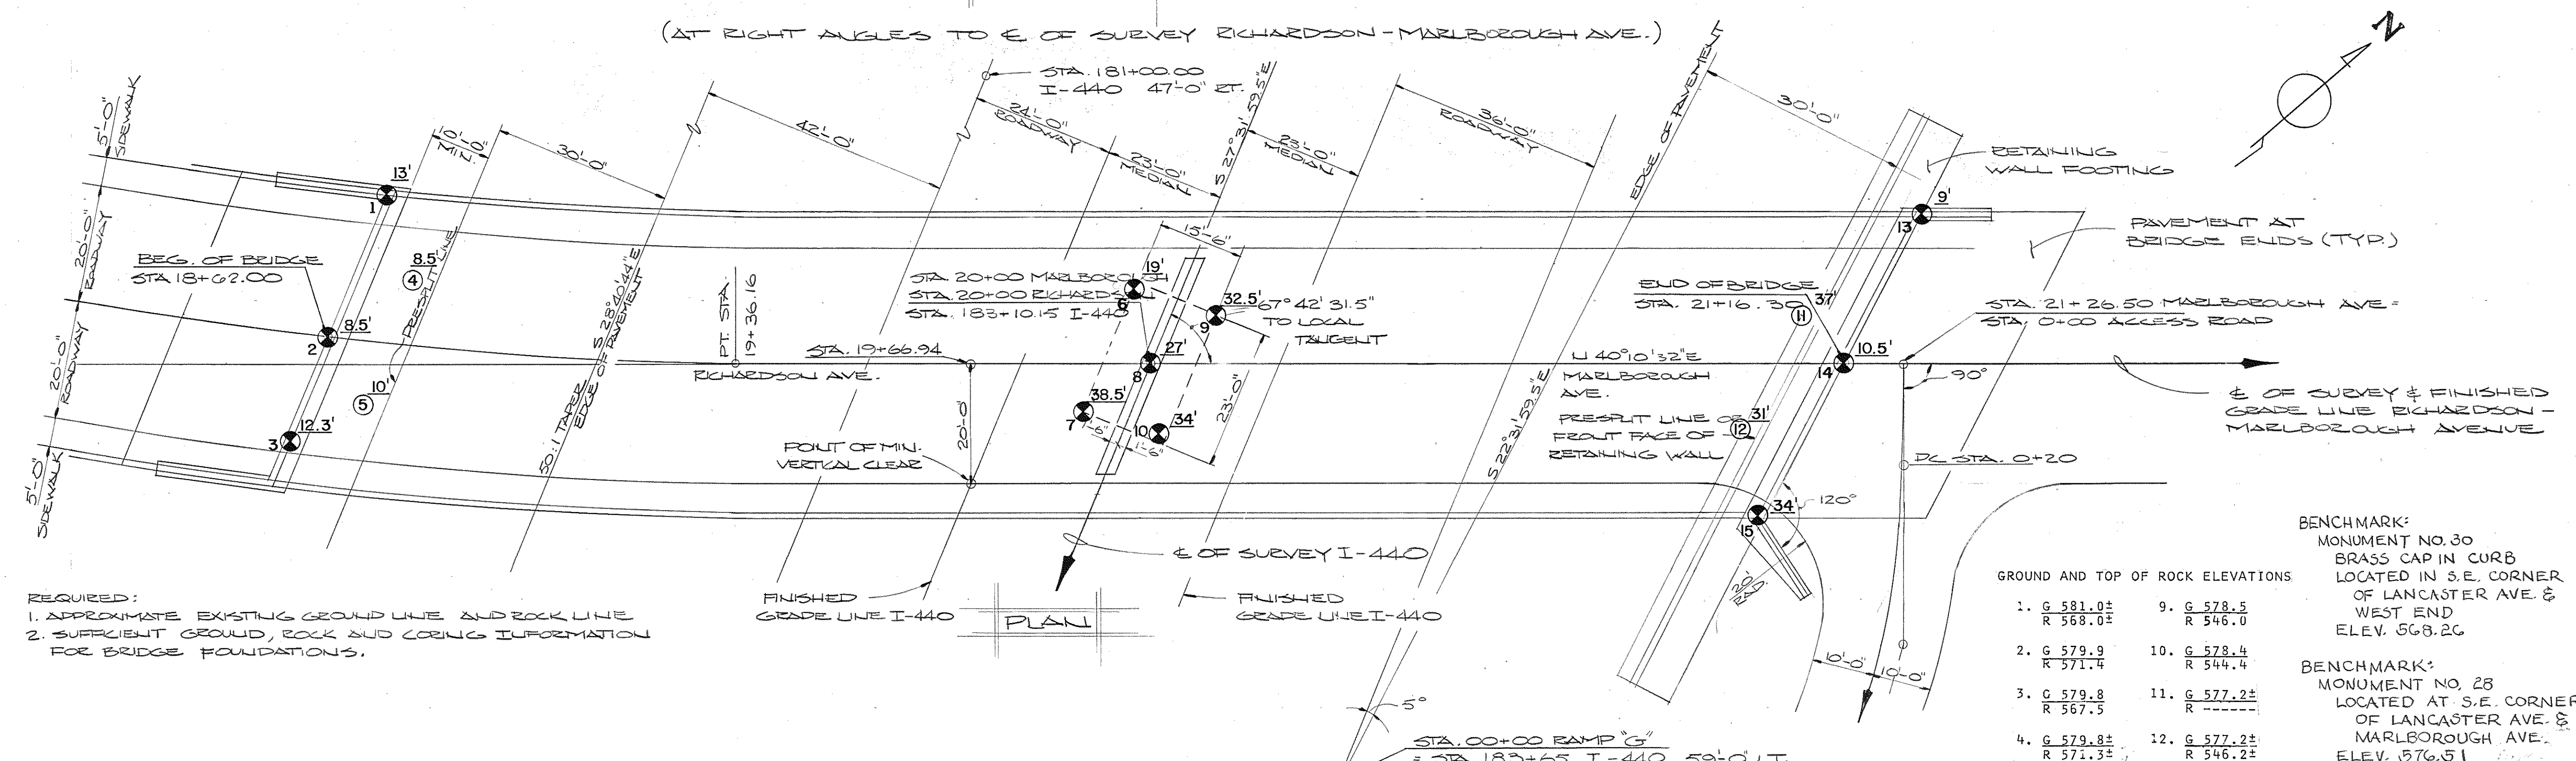 (AT RIGHT ANGLES TO ℄ OF SURVEY RICHARDSON-MARLBOROUGH AVE.)
N
STA. 181+00.00
I-440 47'-0" RT.
5'-0"
SIDEWALK
20'-0"
ROADWAY
20'-0"
ROADWAY
5'-0"
SIDEWALK
10'-0"
MIN.
30'-0"
42'-0"
24'-0"
ROADWAY
23'-0"
MEDIAN
S 27°31'59.5"E
23'-0"
MEDIAN
36'-0"
ROADWAY
EDGE OF PAVEMENT
30'-0"
RETAINING
WALL FOOTING
PAVEMENT AT
BRIDGE ENDS (TYP.)
13'
1
BEG. OF BRIDGE
STA 18+62.00
8.5'
4
PRESPLIT LINE
8.5'
2
10'
5
12.3'
3
S 28°40'44"E
50:1 TAPER
EDGE OF PAVEMENT
PT. STA.
19+36.16
RICHARDSON AVE.
STA. 20+00 MARLBOROUGH
STA. 20+00 RICHARDSON
STA. 183+10.15 I-440
STA. 19+66.94
20'-0"
POINT OF MIN.
VERTICAL CLEAR
15'-6"
19'
6
32.5'
9
67°42'31.5"
TO LOCAL
TANGENT
27'
8
38.5'
7
34'
10
1'-6"
23'-0"
END OF BRIDGE
STA. 21+16.30
37'
11
9'
13
10.5'
14
N 40°10'32"E
MARLBOROUGH
AVE.
PRESPLIT LINE OR
FRONT FACE OF
RETAINING WALL
31'
12
S 22°31'59.5"E
34'
15
120°
20'
RAD.
STA. 21+26.50 MARLBOROUGH AVE=
STA. 0+00 ACCESS ROAD
90°
℄ OF SURVEY & FINISHED
GRADE LINE RICHARDSON-
MARLBOROUGH AVENUE
PC STA. 0+20
10'-0"
10'-0"
℄ OF SURVEY I-440
FINISHED
GRADE LINE I-440
PLAN
FINISHED
GRADE LINE I-440
REQUIRED:
1. APPROXIMATE EXISTING GROUND LINE AND ROCK LINE
2. SUFFICIENT GROUND, ROCK AND CORING INFORMATION
FOR BRIDGE FOUNDATIONS.
5°
STA. 00+00 RAMP "G"
= STA 183+65 I-440 59'-0" LT.
GROUND AND TOP OF ROCK ELEVATIONS
1. G 581.0±
R 568.0±
2. G 579.9
R 571.4
3. G 579.8
R 567.5
4. G 579.8±
R 571.3±
9. G 578.5
R 546.0
10. G 578.4
R 544.4
11. G 577.2±
R ------
12. G 577.2±
R 546.2±
BENCHMARK:
MONUMENT NO. 30
BRASS CAP IN CURB
LOCATED IN S.E. CORNER
OF LANCASTER AVE. &
WEST END
ELEV. 568.26
BENCHMARK:
MONUMENT NO. 28
LOCATED AT S.E. CORNER
OF LANCASTER AVE. &
MARLBOROUGH AVE.
ELEV. 576.51